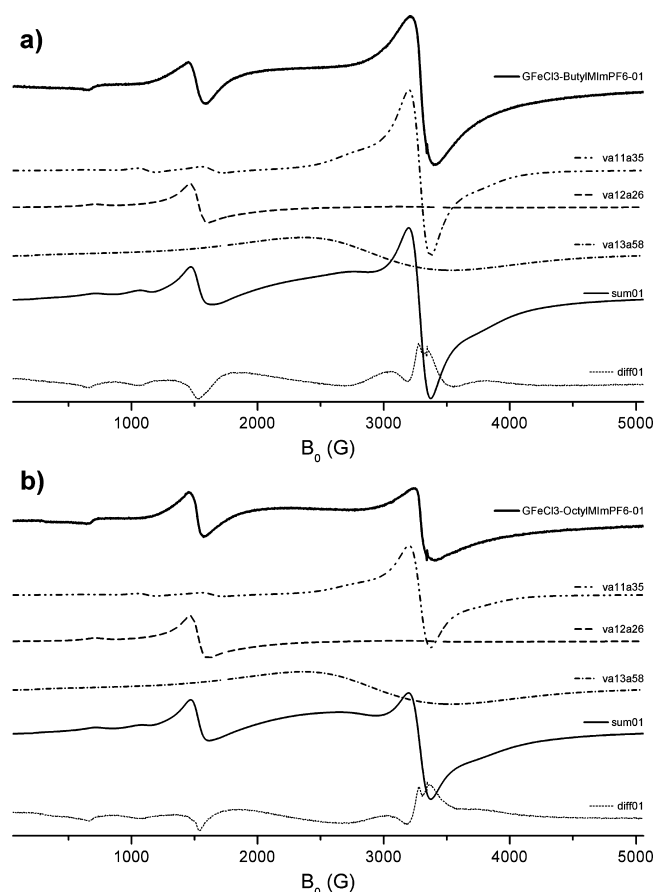 a)
GFeCl3-ButylMImPF6-01
va11a35
va12a26
va13a58
sum01
diff01
1000 2000 3000 4000 5000
B0 (G)
b)
GFeCl3-OctylMImPF6-01
va11a35
va12a26
va13a58
sum01
diff01
1000 2000 3000 4000 5000
B0 (G)